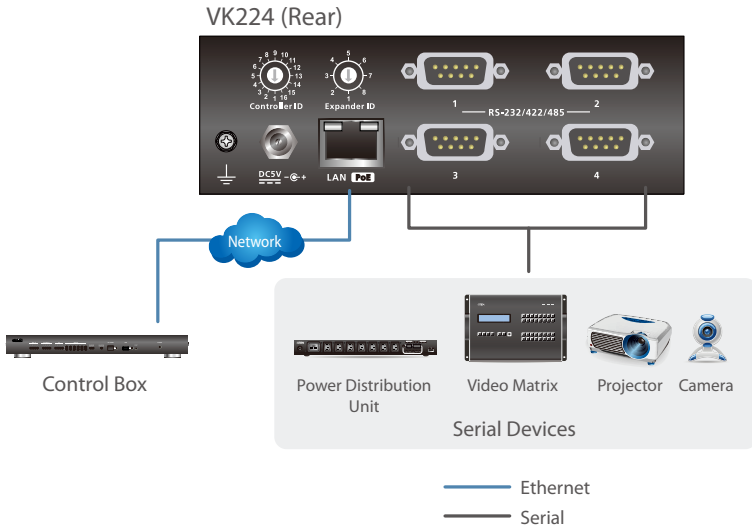 VK224 (Rear)
1 2 3 4 5 6 7 8 9 10 11 12 13 14 15 16
Controller ID
1 2 3 4 5 6 7 8
Expander ID
1
2
RS-232/422/485
DC5V
LAN PoE
3
4
Network
Control Box
Power Distribution
Unit
Video Matrix
Projector
Camera
Serial Devices
Ethernet
Serial